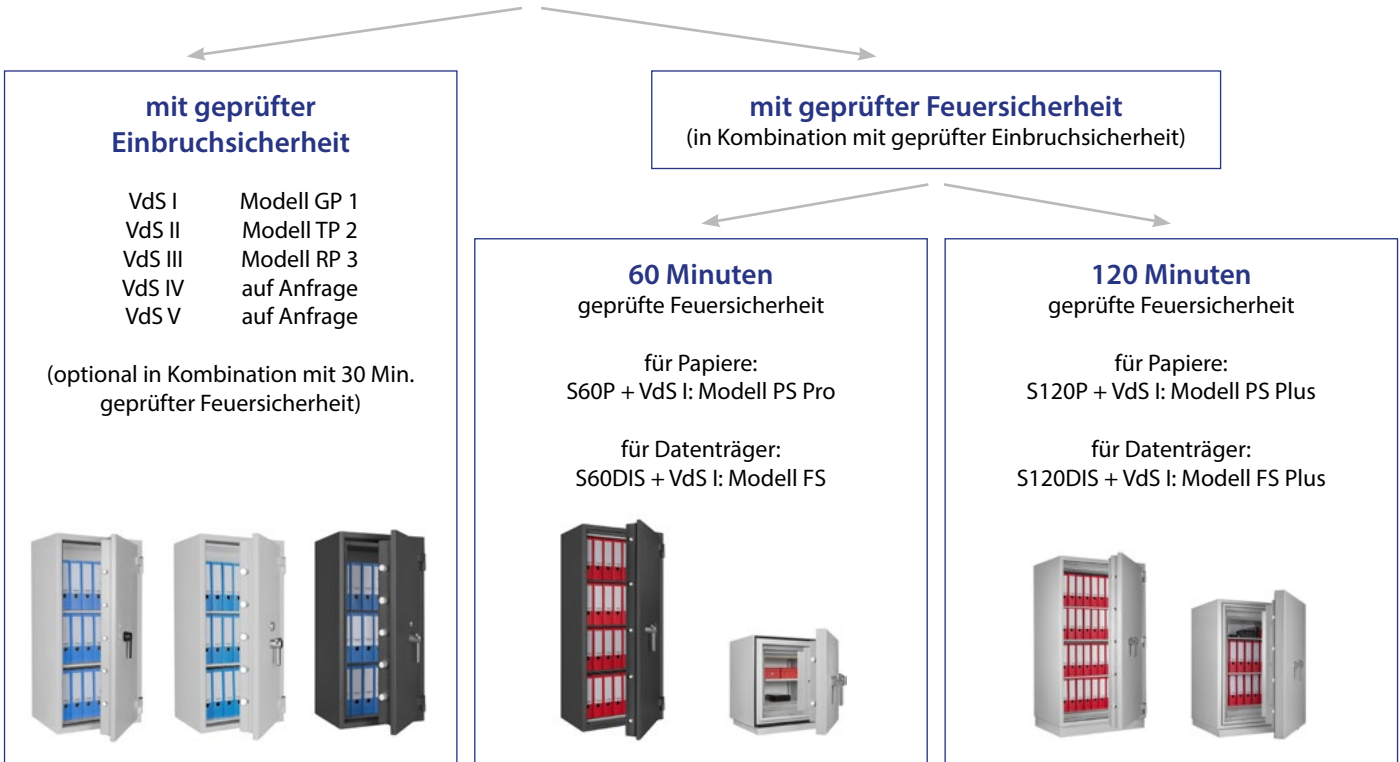 mit geprüfter
Einbruchsicherheit
VdS I Modell GP 1
VdS II Modell TP 2
VdS III Modell RP 3
VdS IV auf Anfrage
VdS V auf Anfrage
(optional in Kombination mit 30 Min.
geprüfter Feuersicherheit)
mit geprüfter Feuersicherheit
(in Kombination mit geprüfter Einbruchsicherheit)
60 Minuten
geprüfte Feuersicherheit
für Papiere:
S60P + VdS I: Modell PS Pro
für Datenträger:
S60DIS + VdS I: Modell FS
120 Minuten
geprüfte Feuersicherheit
für Papiere:
S120P + VdS I: Modell PS Plus
für Datenträger:
S120DIS + VdS I: Modell FS Plus